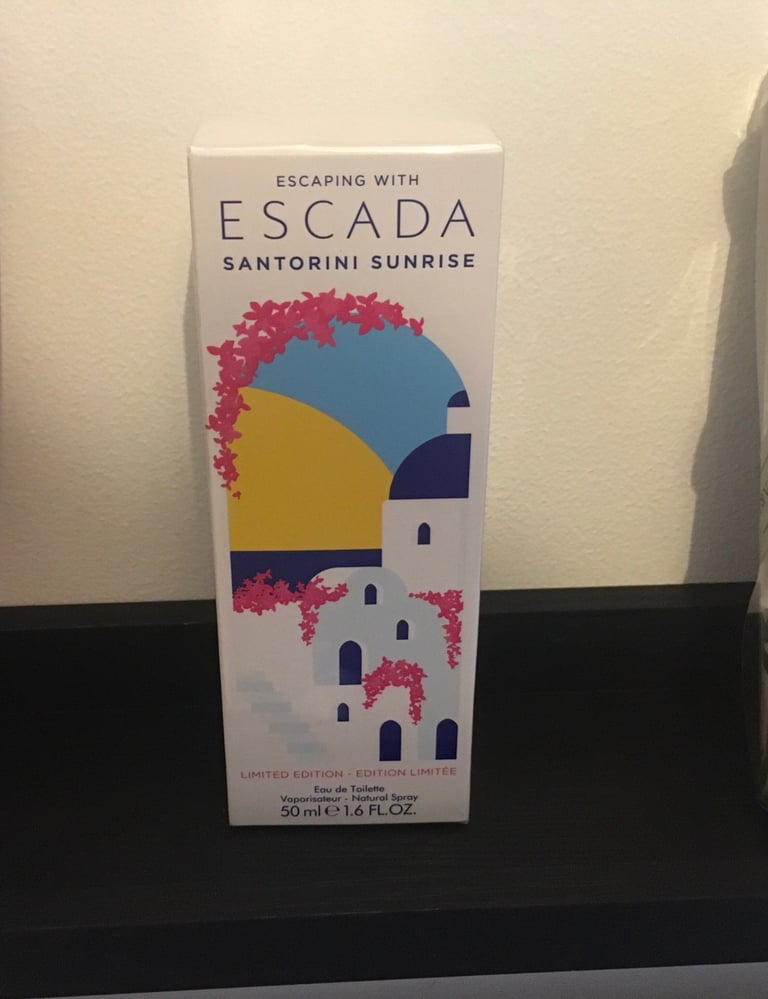 ESCAPING WITH
ESCADA
SANTORINI SUNRISE
LIMITED EDITION - EDITION LIMITÉE
Eau de Toilette
Vaporisateur - Natural Spray
50 ml ℮ 1.6 FL.OZ.